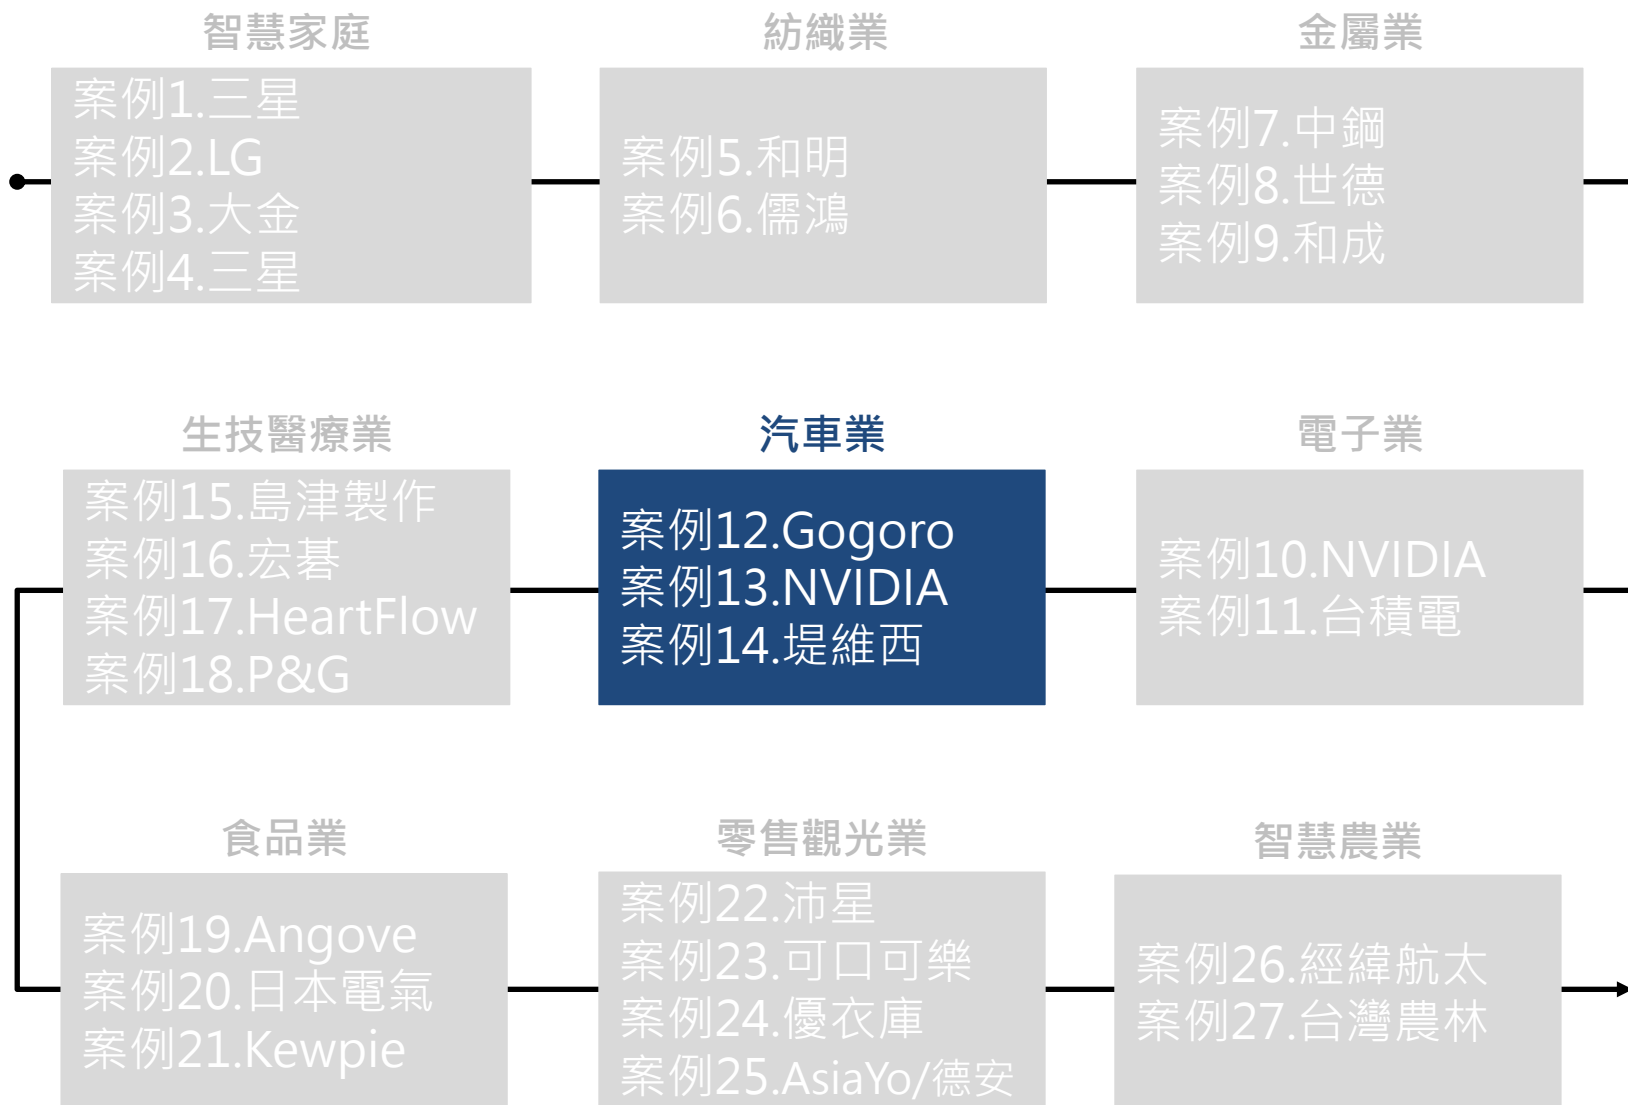 智慧家庭
案例1.三星
案例2.LG
案例3.大金
案例4.三星
紡織業
案例5.和明
案例6.儒鴻
金屬業
案例7.中鋼
案例8.世德
案例9.和成
生技醫療業
案例15.島津製作
案例16.宏碁
案例17.HeartFlow
案例18.P&G
汽車業
案例12.Gogoro
案例13.NVIDIA
案例14.堤維西
電子業
案例10.NVIDIA
案例11.台積電
食品業
案例19.Angove
案例20.日本電氣
案例21.Kewpie
零售觀光業
案例22.沛星
案例23.可口可樂
案例24.優衣庫
案例25.AsiaYo/德安
智慧農業
案例26.經緯航太
案例27.台灣農林